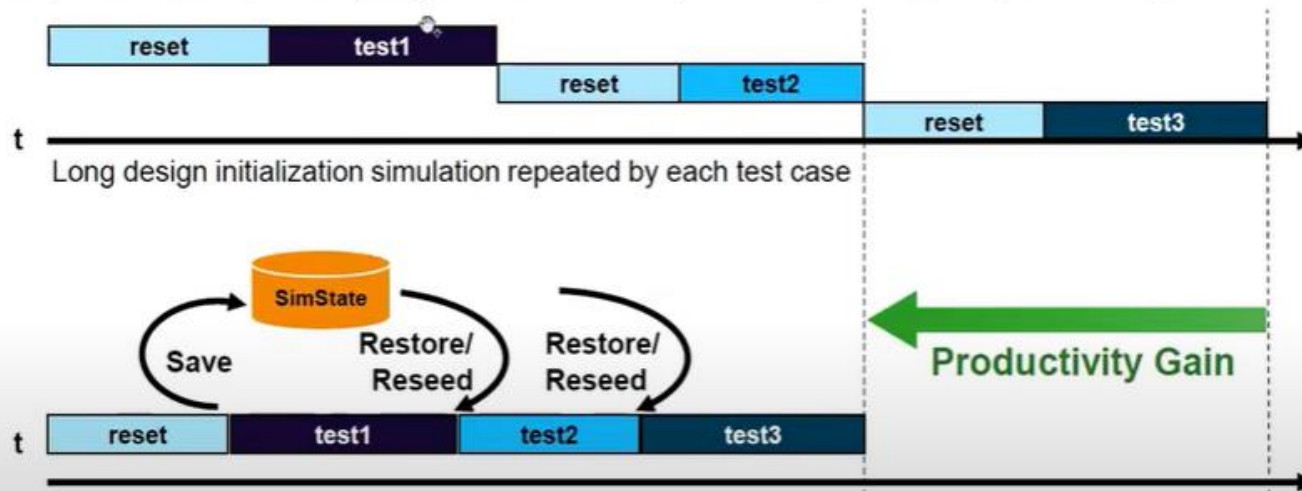 reset test1
reset test2
reset test3
t
Long design initialization simulation repeated by each test case
SimState
Save
Restore/
Reseed
Restore/
Reseed
Productivity Gain
t
reset test1 test2 test3